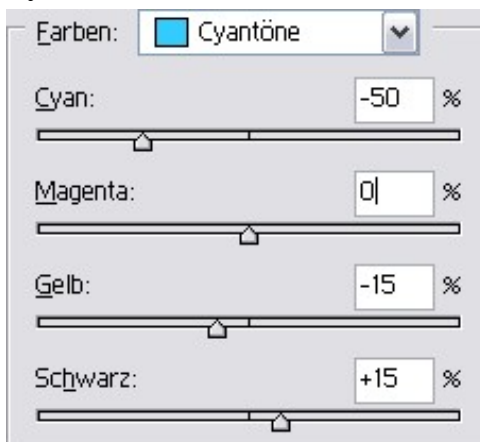 Farben: Cyantöne
Cyan: -50 %
Magenta: 0 %
Gelb: -15 %
Schwarz: +15 %